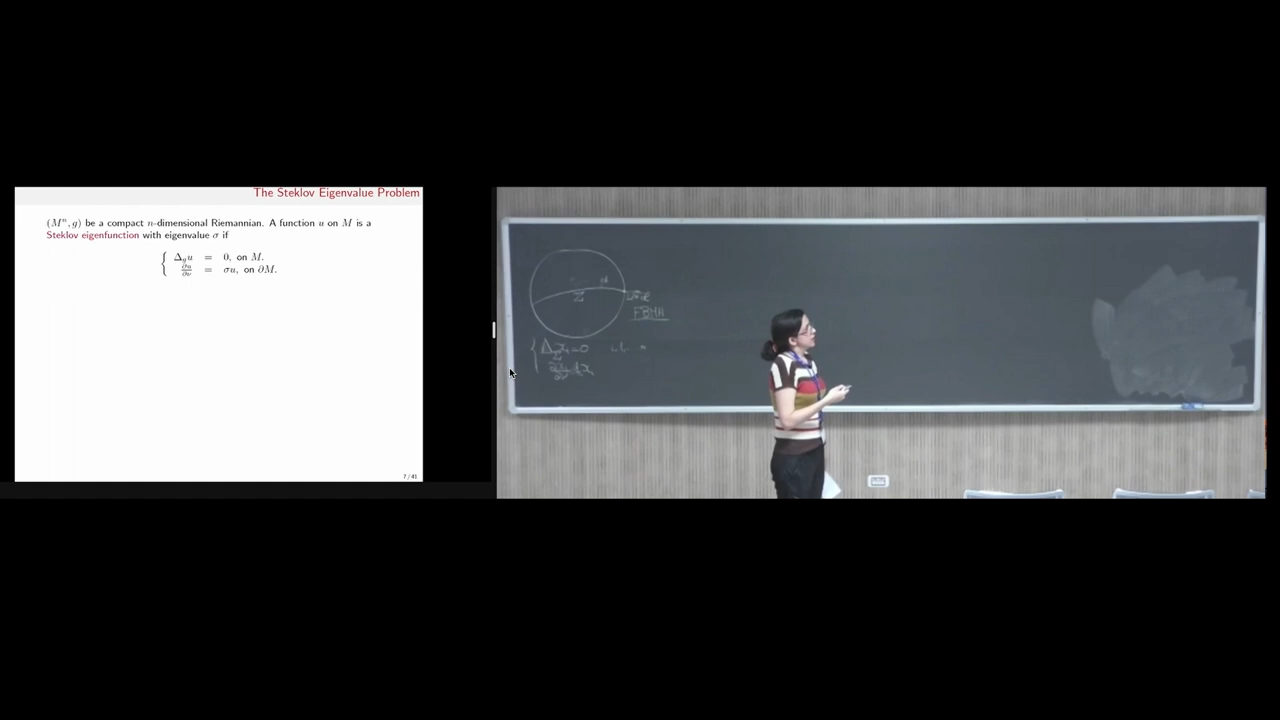 The Steklov Eigenvalue Problem
(Mⁿ, g) be a compact n-dimensional Riemannian. A function u on M is a
Steklov eigenfunction with eigenvalue σ if
{ Δ_g u = 0, on M.
∂u/∂ν = σu, on ∂M.
7 / 41
Σ
FBMH